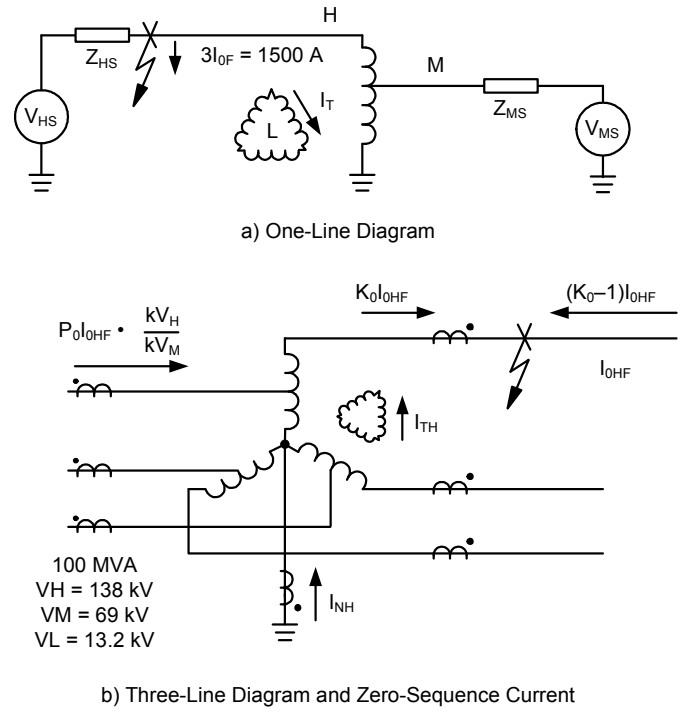 H
Z_HS
3I_0F = 1500 A
M
V_HS
L
I_T
Z_MS
V_MS
a) One-Line Diagram
K_0I_0HF
(K_0–1)I_0HF
P_0I_0HF • kV_H
kV_M
I_0HF
I_TH
100 MVA
VH = 138 kV
VM = 69 kV
VL = 13.2 kV
I_NH
b) Three-Line Diagram and Zero-Sequence Current